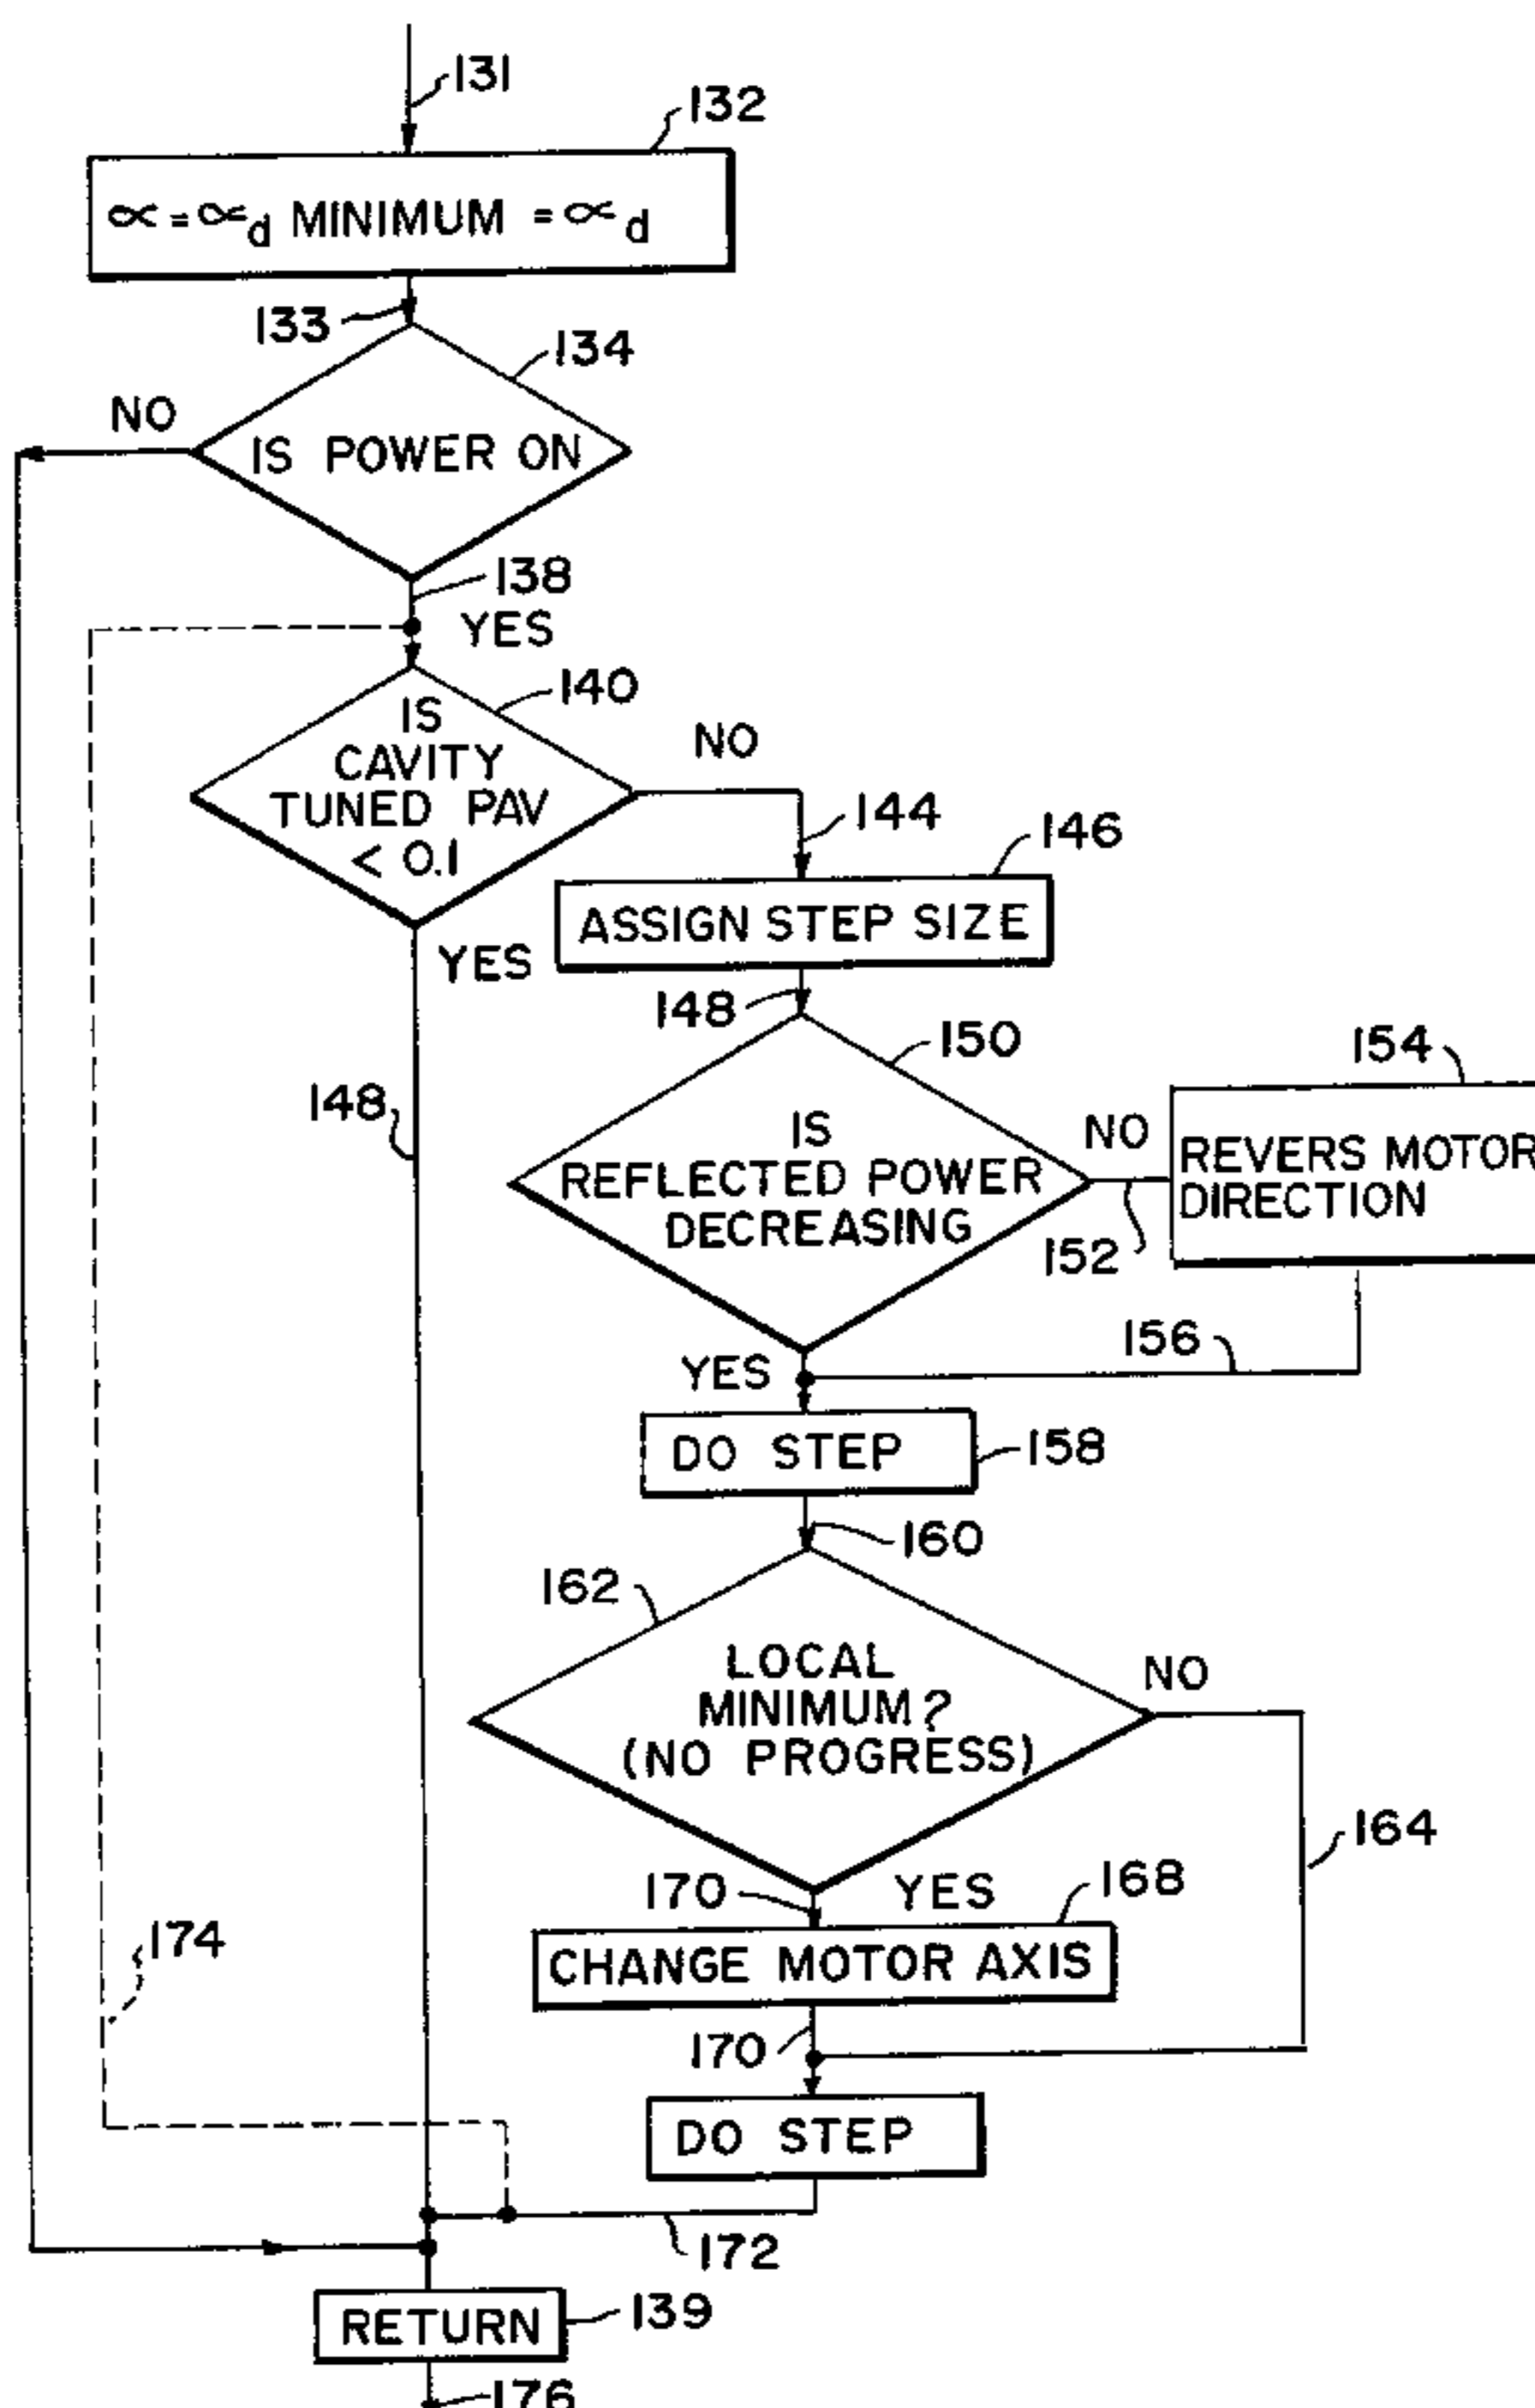 131
132
∝=∝d MINIMUM =∝d
133
134
NO
IS POWER ON
138
YES
140
IS
CAVITY
TUNED PAV
< 0.1
NO
144
146
ASSIGN STEP SIZE
YES
148
150
154
148
IS
REFLECTED POWER
DECREASING
NO
REVERS MOTOR
DIRECTION
152
156
YES
DO STEP
158
160
162
LOCAL
MINIMUM?
(NO PROGRESS)
NO
164
170
YES
168
174
CHANGE MOTOR AXIS
170
DO STEP
172
RETURN
139
176